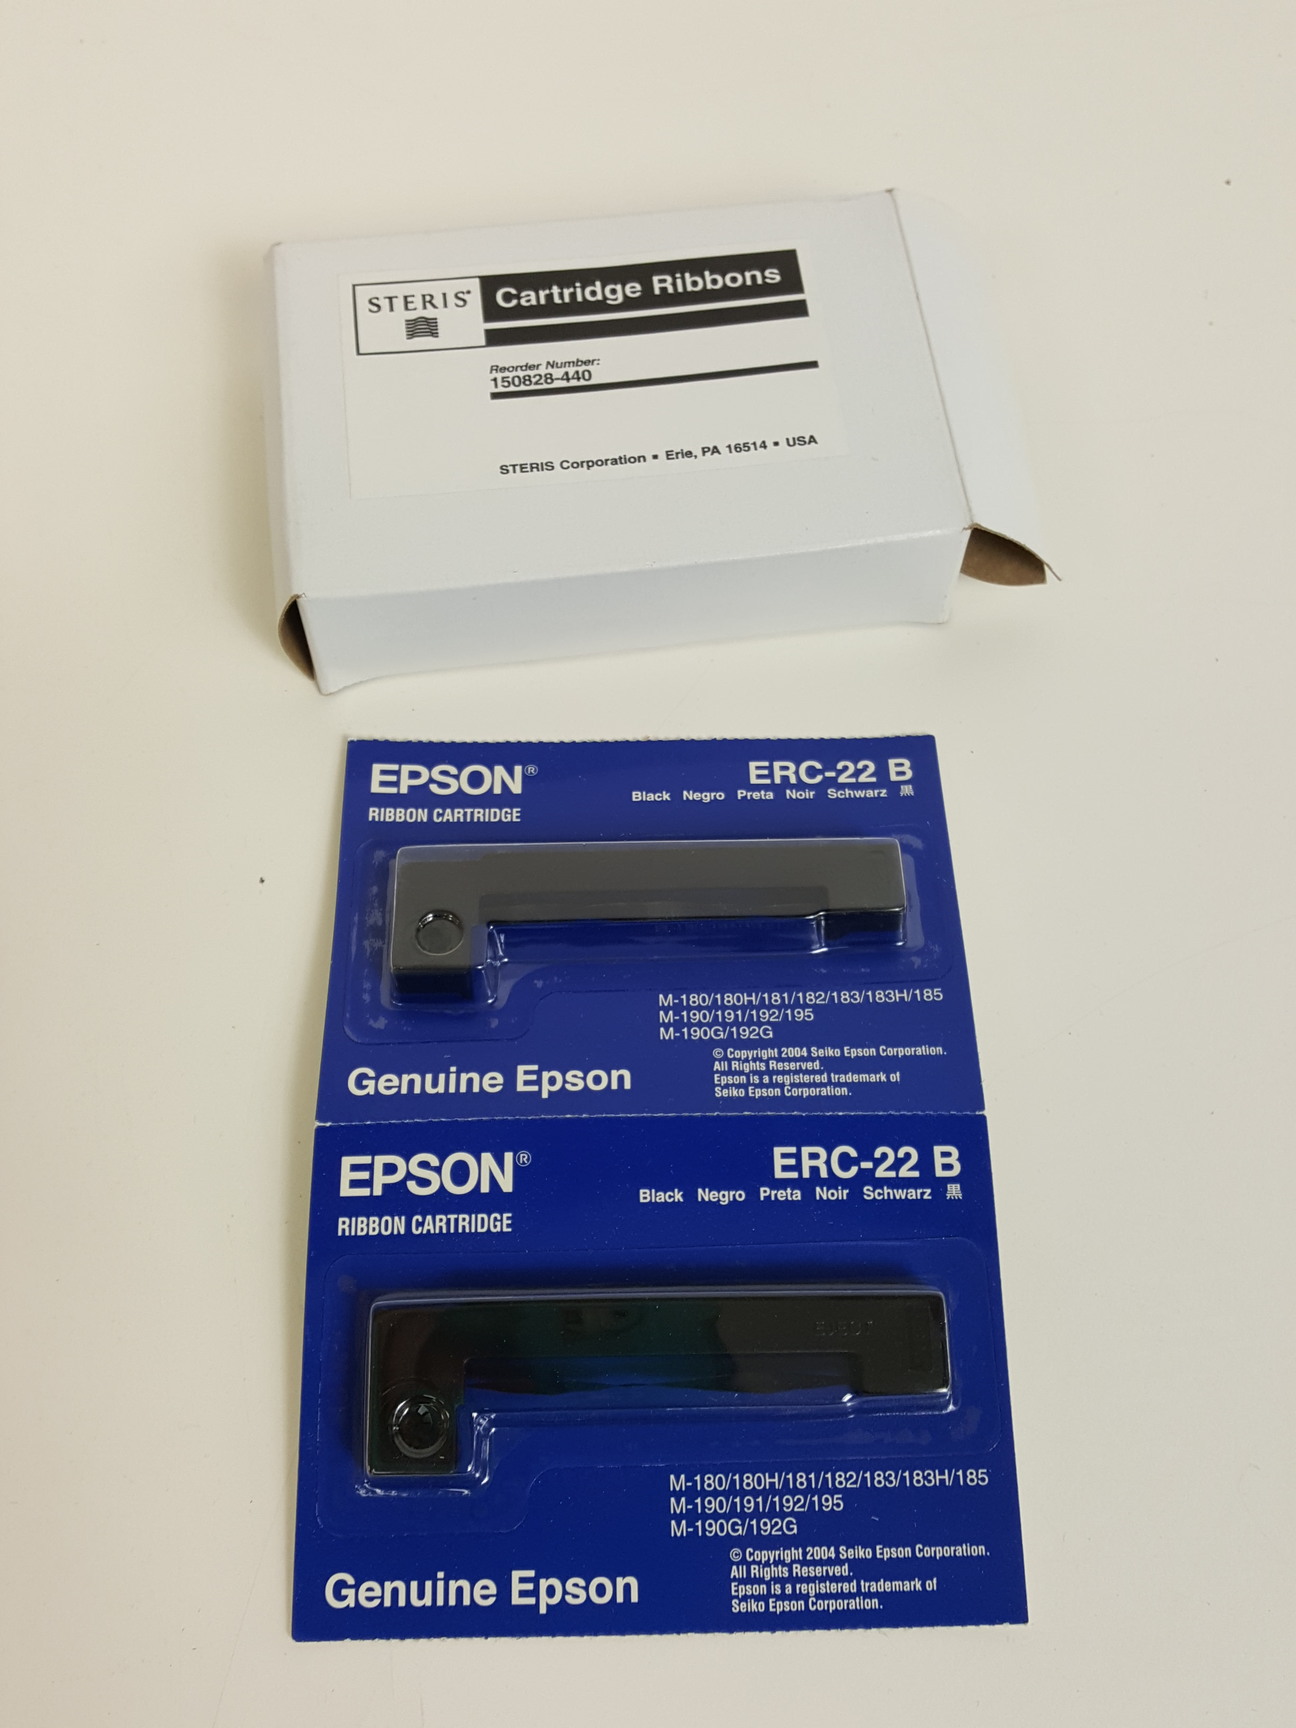 STERIS® Cartridge Ribbons
Reorder Number:
150828-440
STERIS Corporation ▪ Erie, PA 16514 ▪ USA
EPSON® ERC-22 B
Black Negro Preta Noir Schwarz 黒
RIBBON CARTRIDGE
M-180/180H/181/182/183/183H/185
M-190/191/192/195
M-190G/192G
© Copyright 2004 Seiko Epson Corporation.
All Rights Reserved.
Epson is a registered trademark of
Seiko Epson Corporation.
Genuine Epson
EPSON® ERC-22 B
Black Negro Preta Noir Schwarz 黒
RIBBON CARTRIDGE
EPSON
M-180/180H/181/182/183/183H/185
M-190/191/192/195
M-190G/192G
© Copyright 2004 Seiko Epson Corporation.
All Rights Reserved.
Epson is a registered trademark of
Seiko Epson Corporation.
Genuine Epson